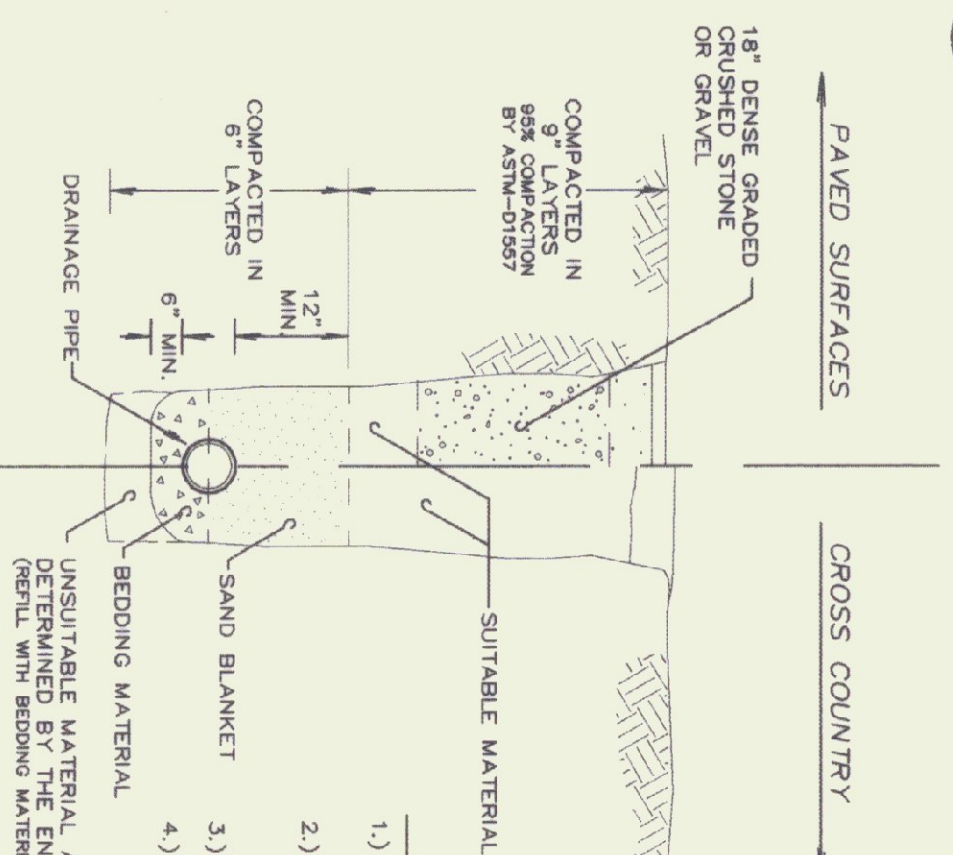 PAVED SURFACES
CROSS COUNTRY
18" DENSE GRADED
CRUSHED STONE
OR GRAVEL
COMPACTED IN
9" LAYERS
95% COMPACTION
BY ASTM-D1557
COMPACTED IN
6" LAYERS
12"
MIN.
6" MIN.
DRAINAGE PIPE
SUITABLE MATERIAL
SAND BLANKET
BEDDING MATERIAL
UNSUITABLE MATERIAL
DETERMINED BY THE
(REFILL WITH BEDDING
1.)
2.)
3.)
4.)